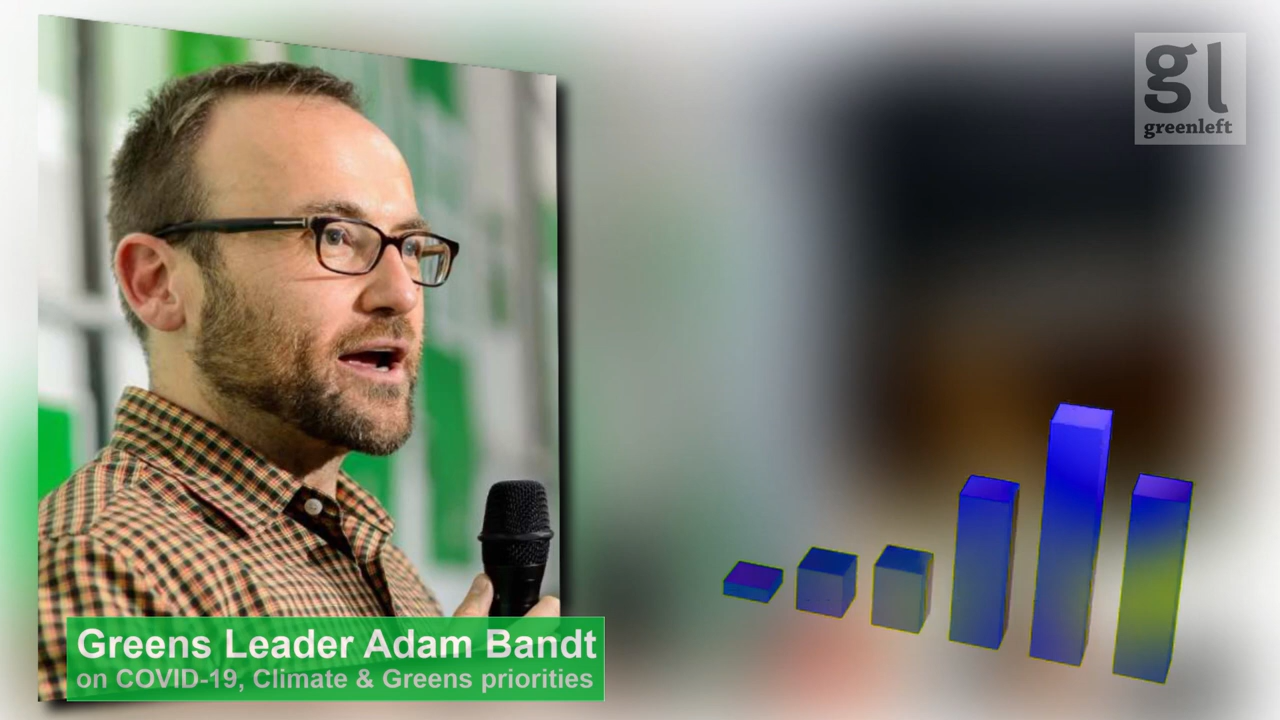 gl
greenleft
Greens Leader Adam Bandt
on COVID-19, Climate & Greens priorities